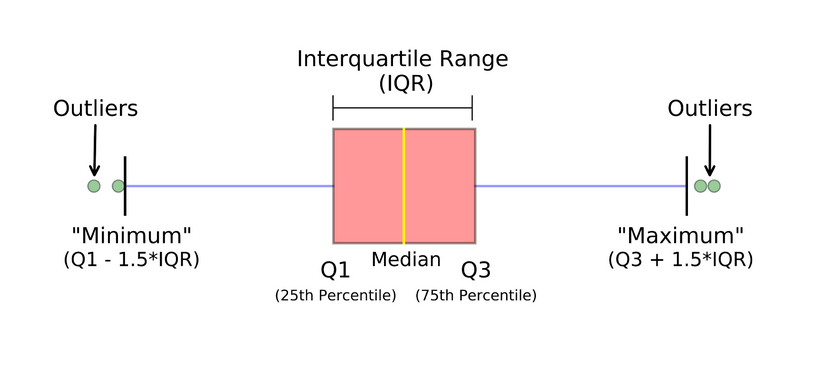 Interquartile Range
(IQR)
Outliers
Outliers
"Minimum"
(Q1 - 1.5*IQR)
"Maximum"
(Q3 + 1.5*IQR)
Median
Q1
Q3
(25th Percentile)
(75th Percentile)